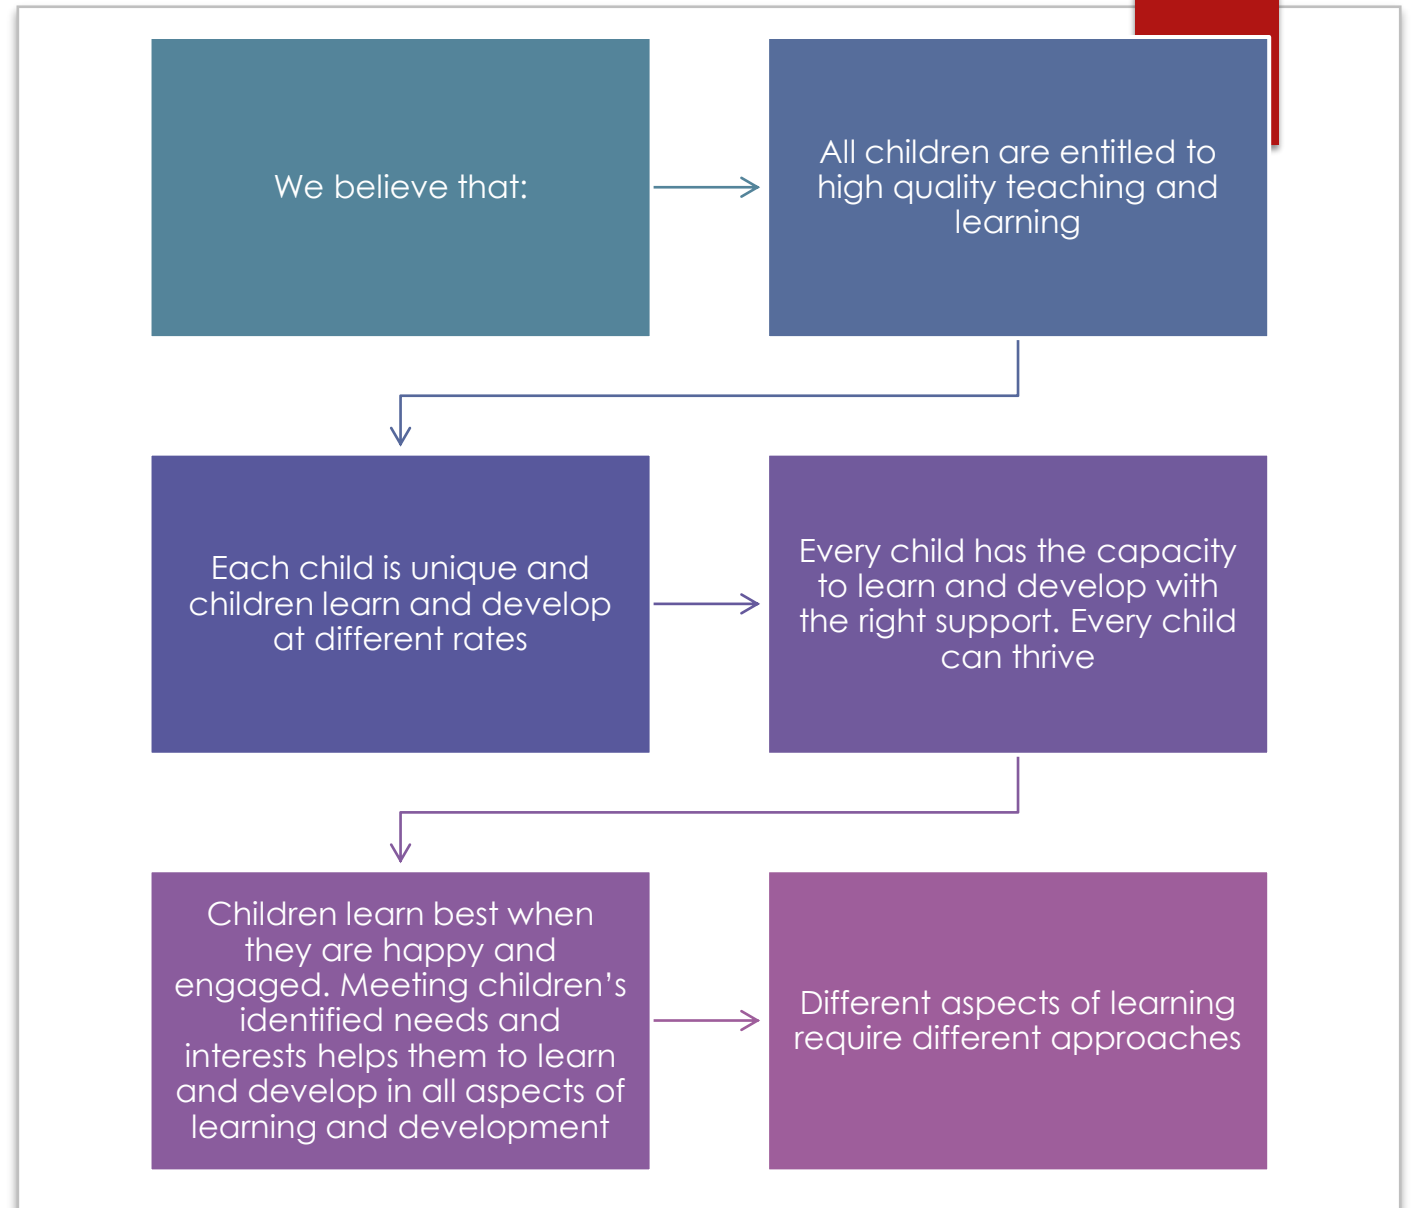 We believe that:
All children are entitled to
high quality teaching and
learning
Each child is unique and
children learn and develop
at different rates
Every child has the capacity
to learn and develop with
the right support. Every child
can thrive
Children learn best when
they are happy and
engaged. Meeting children’s
identified needs and
interests helps them to learn
and develop in all aspects of
learning and development
Different aspects of learning
require different approaches